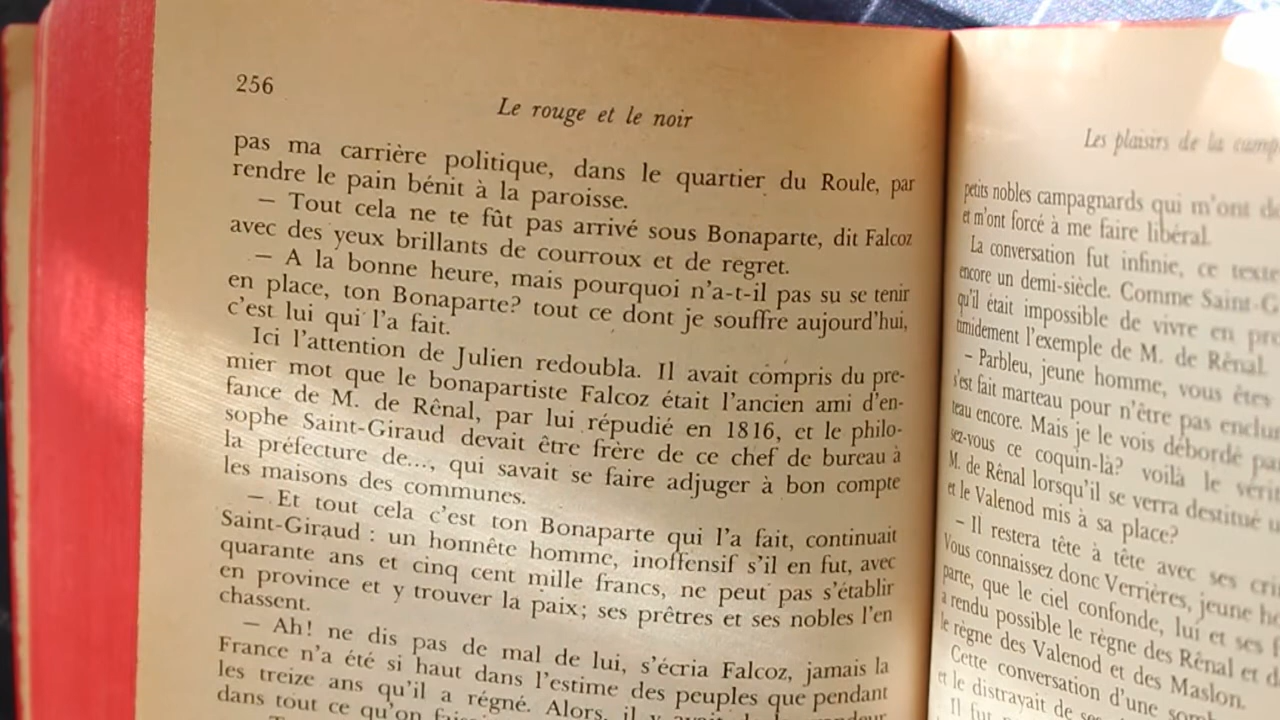 256
Le rouge et le noir
pas ma carrière politique, dans le quartier du Roule, par
rendre le pain bénit à la paroisse.
— Tout cela ne te fût pas arrivé sous Bonaparte, dit Falcoz
avec des yeux brillants de courroux et de regret.
— A la bonne heure, mais pourquoi n'a-t-il pas su se tenir
en place, ton Bonaparte? tout ce dont je souffre aujourd'hui,
c'est lui qui l'a fait.
Ici l'attention de Julien redoubla. Il avait compris du pre-
mier mot que le bonapartiste Falcoz était l'ancien ami d'en-
fance de M. de Rênal, par lui répudié en 1816, et le philo-
sophe Saint-Giraud devait être frère de ce chef de bureau à
la préfecture de..., qui savait se faire adjuger à bon compte
les maisons des communes.
— Et tout cela c'est ton Bonaparte qui l'a fait, continuait
Saint-Giraud : un honnête homme, inoffensif s'il en fut, avec
quarante ans et cinq cent mille francs, ne peut pas s'établir
en province et y trouver la paix; ses prêtres et ses nobles l'en
chassent.
— Ah! ne dis pas de mal de lui, s'écria Falcoz, jamais la
France n'a été si haut dans l'estime des peuples que pendant
les treize ans qu'il a régné. Alors, il y avait
dans tout ce qu'on
Les plaisirs de la
petits nobles campagnards qui m'ont
et m'ont forcé à me faire libéral.
La conversation fut infinie, ce texte
encore un demi-siècle. Comme Saint-G
qu'il était impossible de vivre en
timidement l'exemple de M. de Rênal.
– Parbleu, jeune homme, vous êtes
s'est fait marteau pour n'être pas
teau encore. Mais je le vois débordé
sez-vous ce coquin-là? voilà le
M. de Rênal lorsqu'il se verra destitué
et le Valenod mis à sa place?
– Il restera tête à tête avec ses
Vous connaissez donc Verrières, jeune
parte, que le ciel confonde, lui et ses
a rendu possible le règne des Rênal et
le règne des Valenod et des Maslon.
Cette conversation d'une
et le distrayait de
Il fut